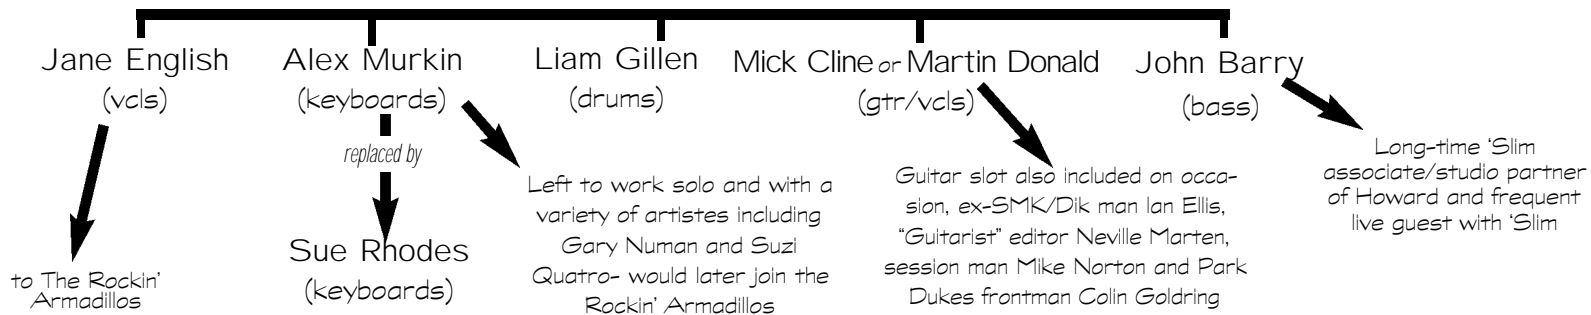 Jane English
(vcls)
to The Rockin’
Armadillos
Alex Murkin
(keyboards)
replaced by
Sue Rhodes
(keyboards)
Left to work solo and with a
variety of artistes including
Gary Numan and Suzi
Quatro- would later join the
Rockin’ Armadillos
Liam Gillen
(drums)
Mick Cline or Martin Donald
(gtr/vcls)
Guitar slot also included on occa-
sion, ex-SMK/Dik man Ian Ellis,
“Guitarist” editor Neville Marten,
session man Mike Norton and Park
Dukes frontman Colin Goldring
John Barry
(bass)
Long-time ‘Slim
associate/studio partner
of Howard and frequent
live guest with ‘Slim